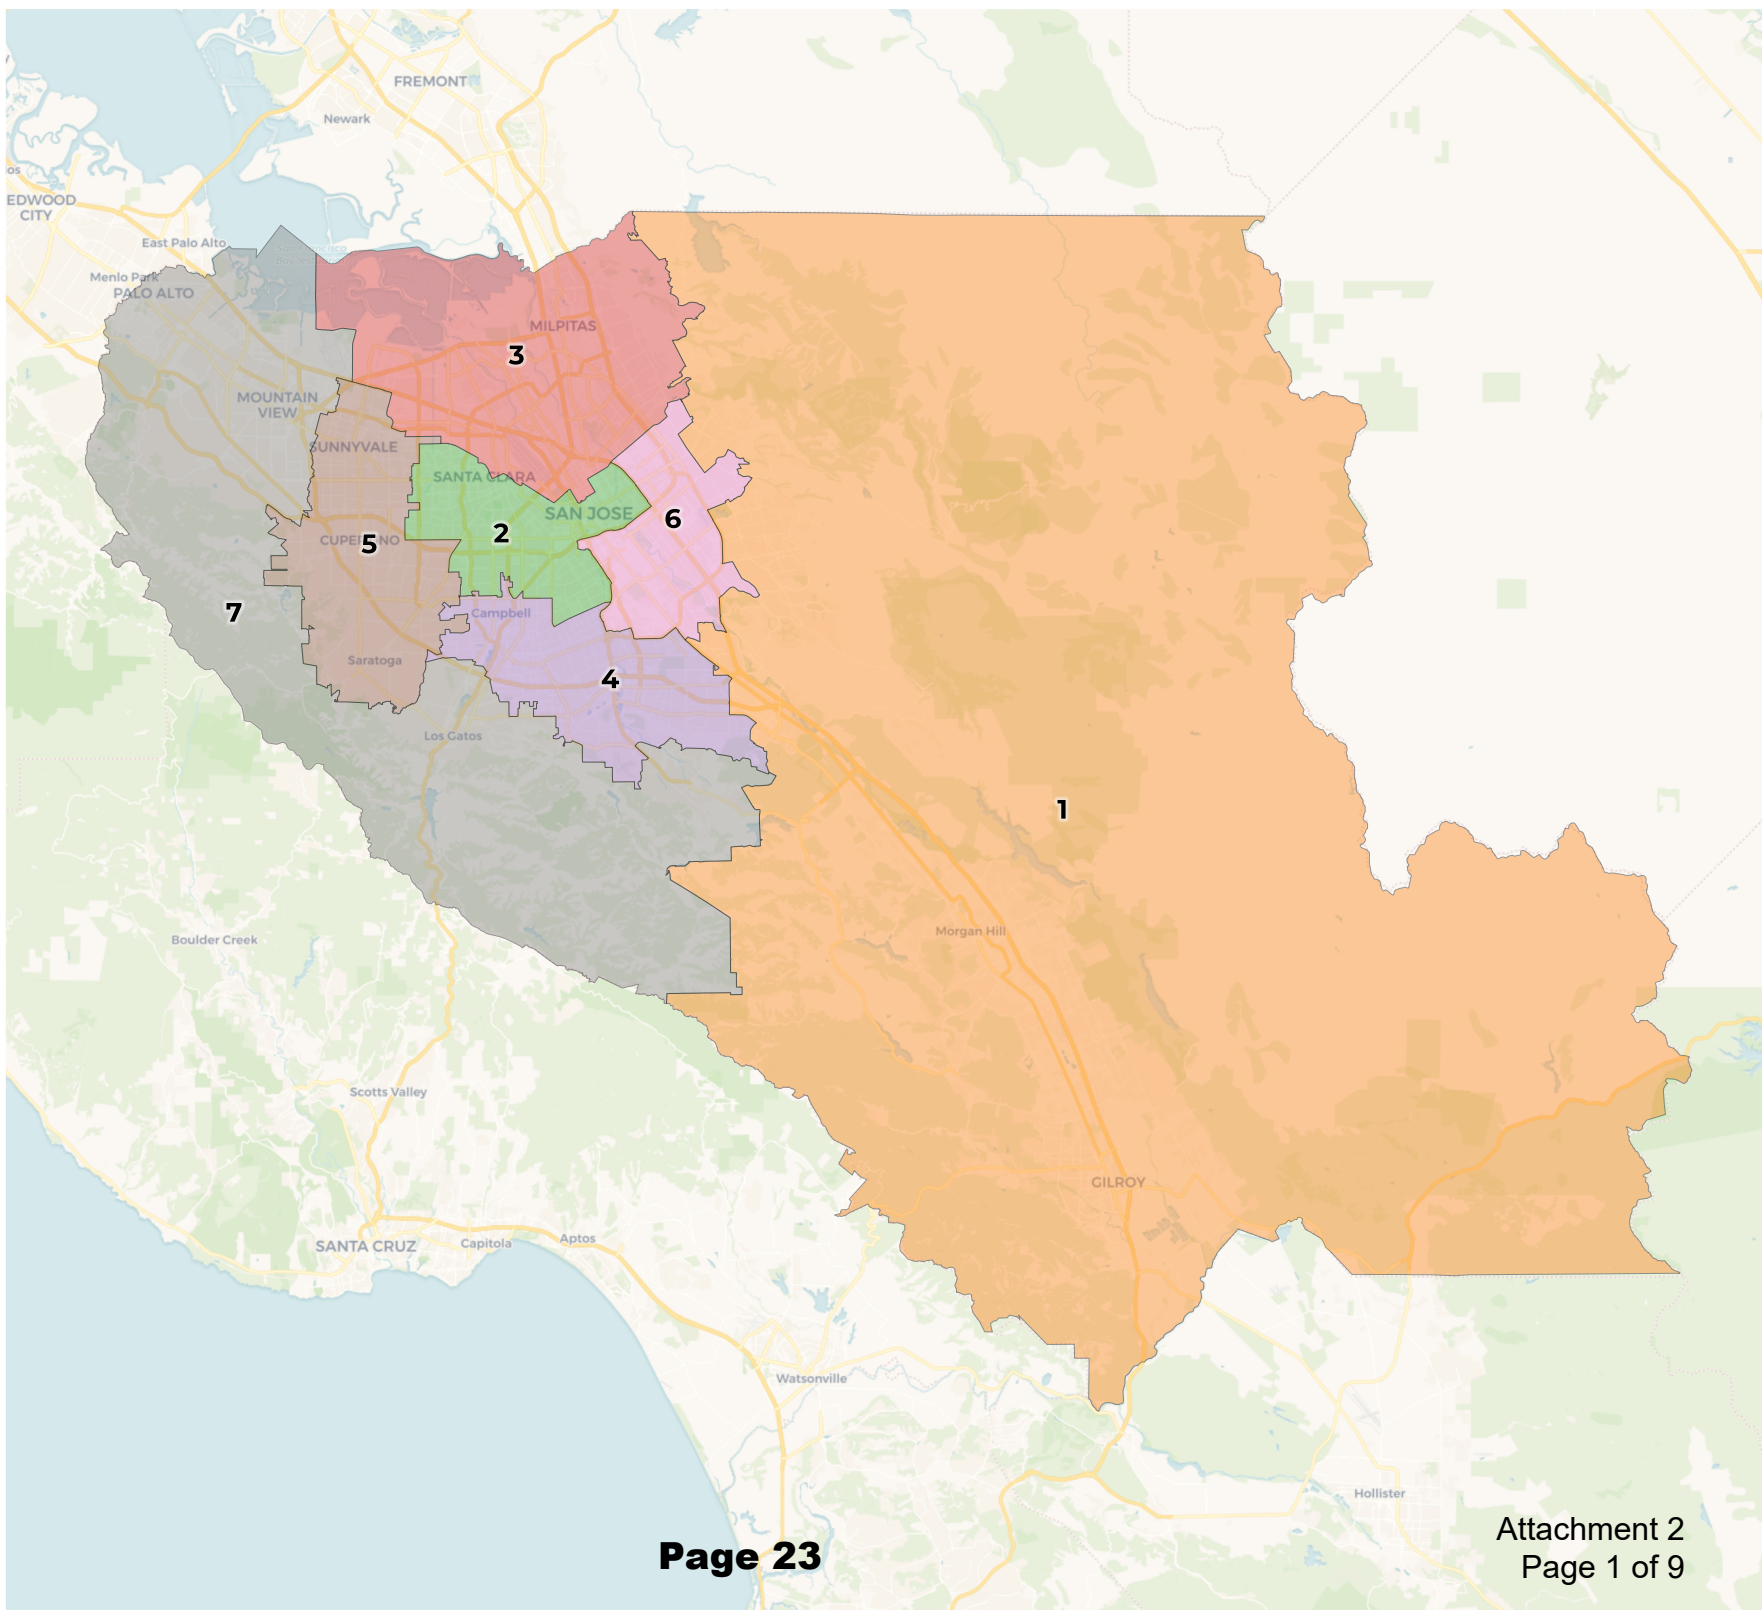 FREMONT
Newark
os
EDWOOD
CITY
East Palo Alto
Menlo Park
PALO ALTO
MILPITAS
3
MOUNTAIN
VIEW
SUNNYVALE
SANTA CLARA
SAN JOSE
6
2
CUPERTINO
5
7
Campbell
Saratoga
4
Los Gatos
1
Morgan Hill
Boulder Creek
Scotts Valley
GILROY
SANTA CRUZ
Capitola
Aptos
Watsonville
Hollister
Attachment 2
Page 23
Page 1 of 9